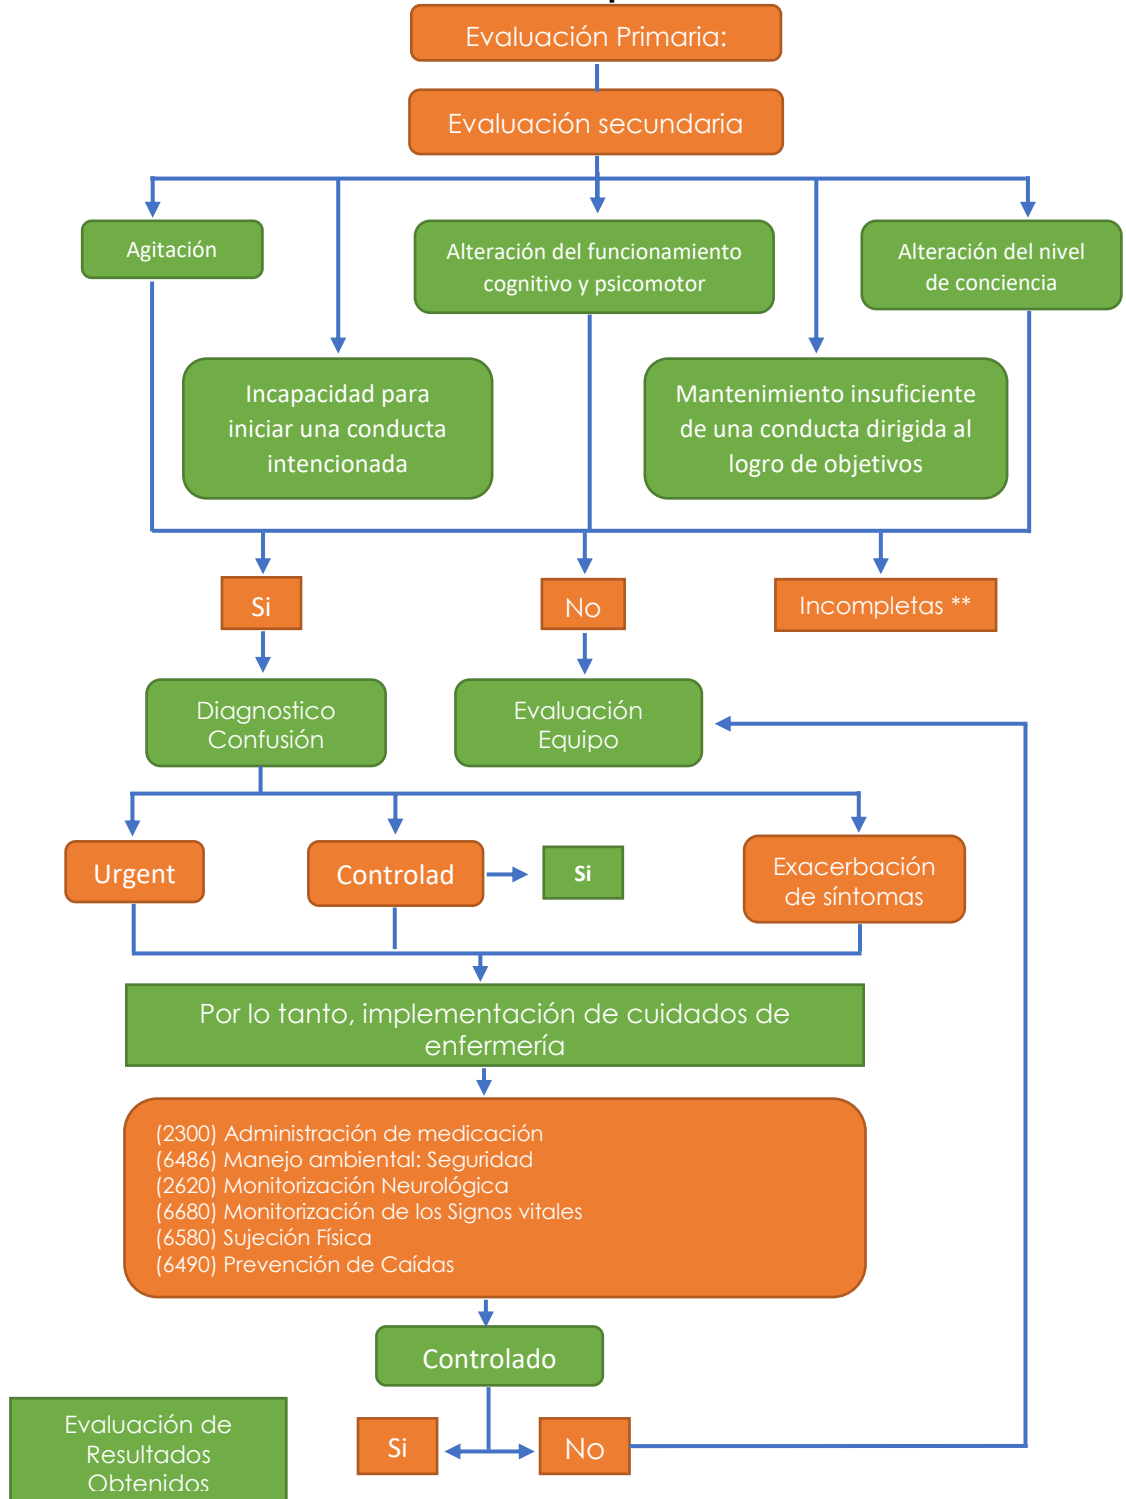 Evaluación Primaria:
Evaluación secundaria
Agitación
Alteración del funcionamiento
cognitivo y psicomotor
Alteración del nivel
de conciencia
Incapacidad para
iniciar una conducta
intencionada
Mantenimiento insuficiente
de una conducta dirigida al
logro de objetivos
Si
No
Incompletas **
Diagnostico
Confusión
Evaluación
Equipo
Urgent
Controlad
Si
Exacerbación
de síntomas
Por lo tanto, implementación de cuidados de
enfermería
(2300) Administración de medicación
(6486) Manejo ambiental: Seguridad
(2620) Monitorización Neurológica
(6680) Monitorización de los Signos vitales
(6580) Sujeción Física
(6490) Prevención de Caídas
Controlado
Si
No
Evaluación de
Resultados
Obtenidos